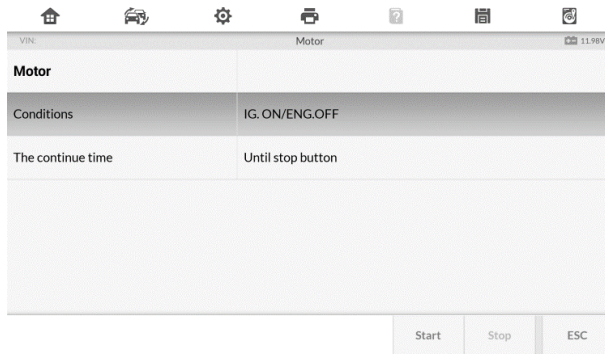 VIN: Motor 11.98V
Motor
Conditions IG. ON/ENG.OFF
The continue time Until stop button
Start Stop ESC